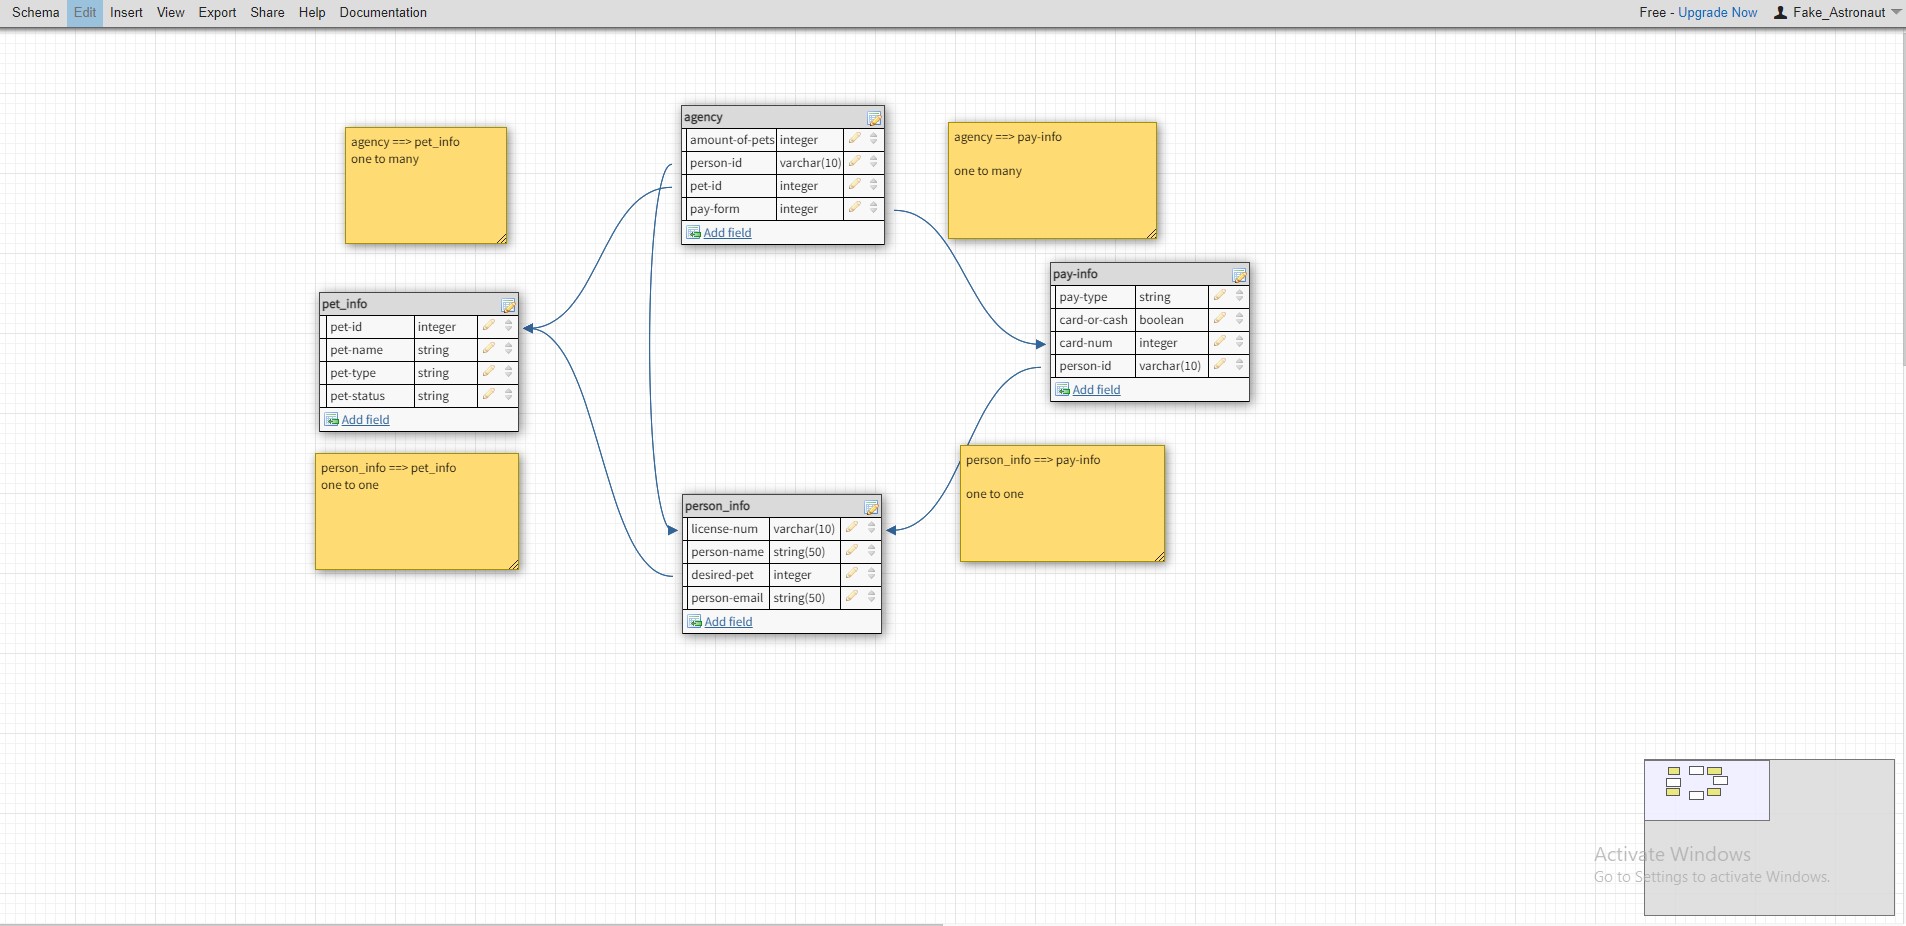 Schema Edit Insert View Export Share Help Documentation Free - Upgrade Now Fake_Astronaut
agency ==> pet_info
one to many
agency
amount-of-pets integer
person-id varchar(10)
pet-id integer
pay-form integer
Add field
agency ==> pay-info
one to many
pet_info
pet-id integer
pet-name string
pet-type string
pet-status string
Add field
pay-info
pay-type string
card-or-cash boolean
card-num integer
person-id varchar(10)
Add field
person_info ==> pet_info
one to one
person_info
license-num varchar(10)
person-name string(50)
desired-pet integer
person-email string(50)
Add field
person_info ==> pay-info
one to one
Activate Windows
Go to Settings to activate Windows.